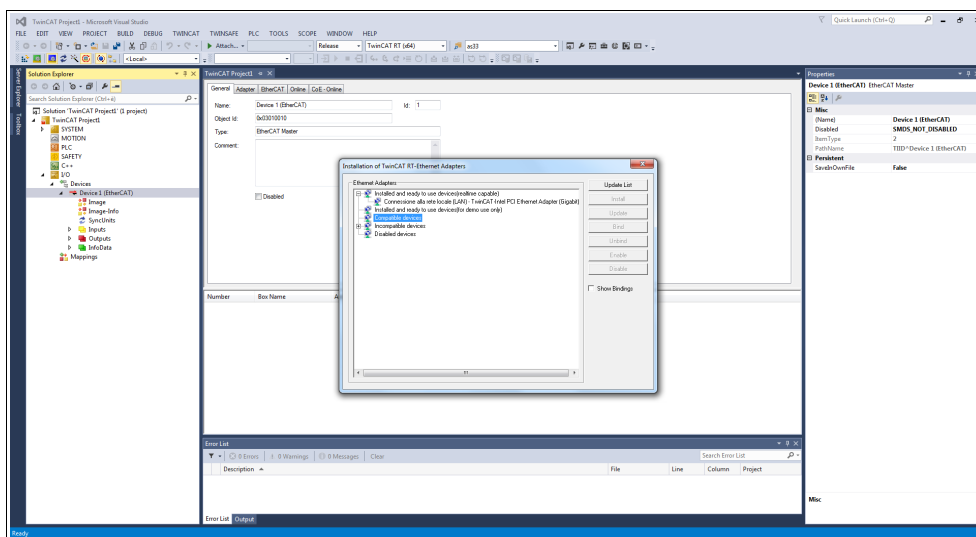 TwinCAT Project1 - Microsoft Visual Studio
Quick Launch (Ctrl+Q)
FILE EDIT VIEW PROJECT BUILD DEBUG TWINCAT TWINSAFE PLC TOOLS SCOPE WINDOW HELP
Attach... Release TwinCAT RT (x64) as33
<Local>
Server Explorer
Toolbox
Solution Explorer
Search Solution Explorer (Ctrl+è)
Solution 'TwinCAT Project1' (1 project)
TwinCAT Project1
SYSTEM
MOTION
PLC
SAFETY
C++
I/O
Devices
Device 1 (EtherCAT)
Image
Image-Info
SyncUnits
Inputs
Outputs
InfoData
Mappings
TwinCAT Project1
General Adapter EtherCAT Online CoE - Online
Name: Device 1 (EtherCAT) Id: 1
Object Id: 0x03010010
Type: EtherCAT Master
Comment:
Disabled
Number Box Name
Installation of TwinCAT RT-Ethernet Adapters
Ethernet Adapters
Installed and ready to use devices(realtime capable)
Connessione alla rete locale (LAN) - TwinCAT-Intel PCI Ethernet Adapter (Gigabit)
Installed and ready to use devices(for demo use only)
Compatible devices
Incompatible devices
Disabled devices
Update List
Install
Update
Bind
Unbind
Enable
Disable
Show Bindings
Error List
0 Errors 0 Warnings 0 Messages Clear
Search Error List
Description File Line Column Project
Error List Output
Properties
Device 1 (EtherCAT) EtherCAT Master
Misc
(Name) Device 1 (EtherCAT)
Disabled SMDS_NOT_DISABLED
ItemType 2
PathName TIID^Device 1 (EtherCAT)
Persistent
SaveInOwnFile False
Misc
Ready